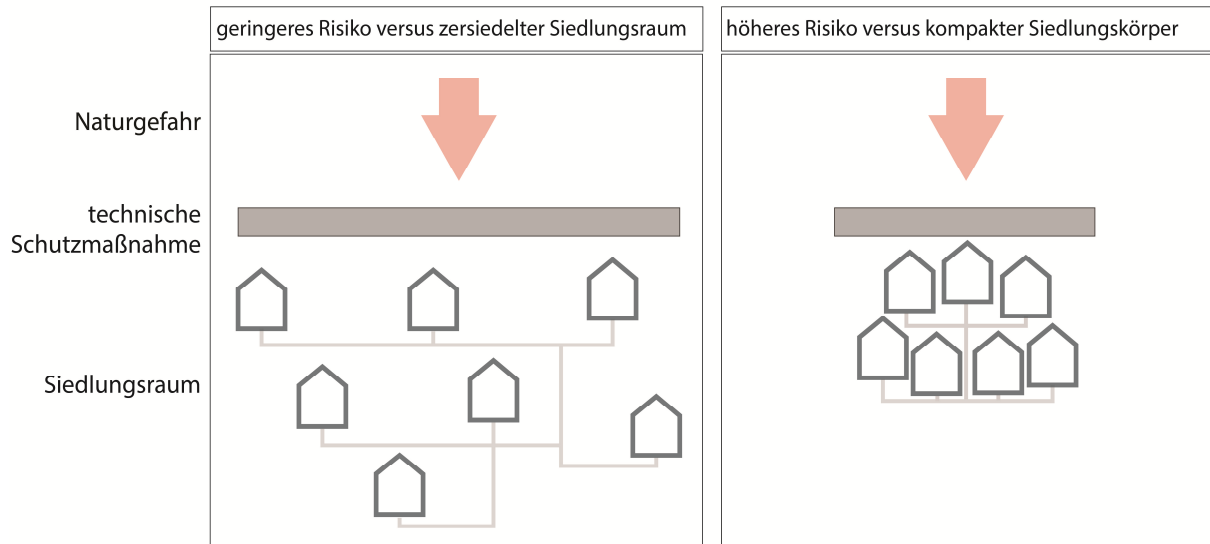 geringeres Risiko versus zersiedelter Siedlungsraum
höheres Risiko versus kompakter Siedlungskörper
Naturgefahr
technische
Schutzmaßnahme
Siedlungsraum